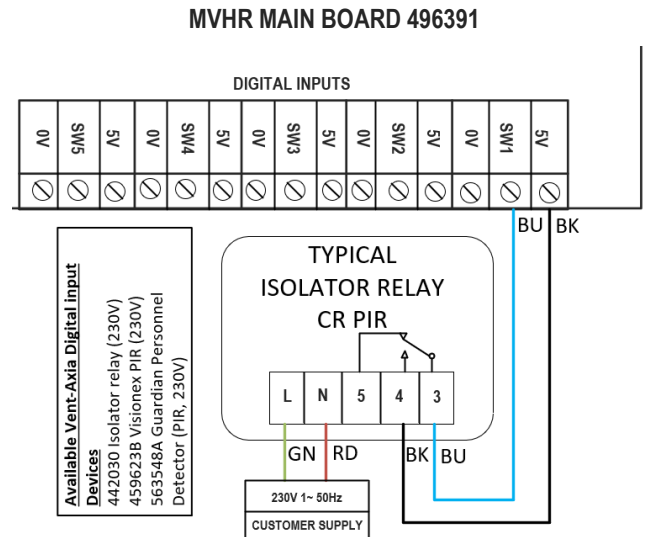 MVHR MAIN BOARD 496391
DIGITAL INPUTS
0V SW5 5V 0V SW4 5V 0V SW3 5V 0V SW2 5V 0V SW1 5V
BU BK
TYPICAL
ISOLATOR RELAY
CR PIR
L N 5 4 3
GN RD BK BU
230V 1~ 50Hz
CUSTOMER SUPPLY
Available Vent-Axia Digital input
Devices
442030 Isolator relay (230V)
459623B Visionex PIR (230V)
563548A Guardian Personnel
Detector (PIR, 230V)